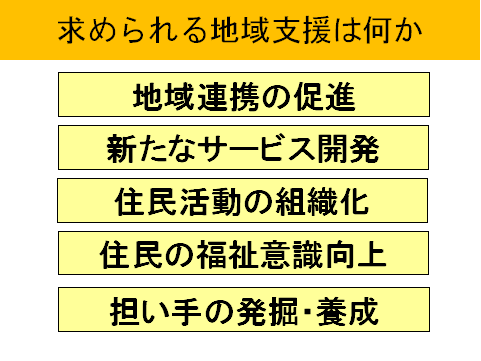 求められる地域支援は何か
地域連携の促進
新たなサービス開発
住民活動の組織化
住民の福祉意識向上
担い手の発掘・養成